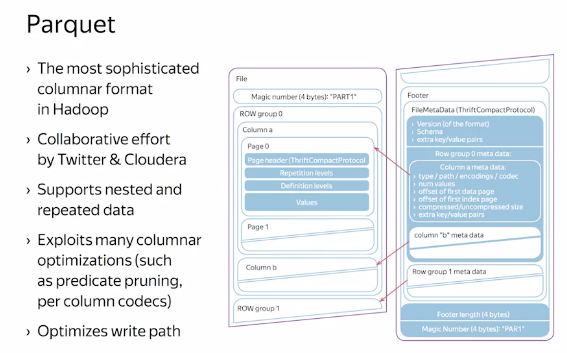 Parquet
› The most sophisticated
columnar format
in Hadoop
› Collaborative effort
by Twitter & Cloudera
› Supports nested and
repeated data
› Exploits many columnar
optimizations (such
as predicate pruning,
per column codecs)
› Optimizes write path
File
Magic number (4 bytes): "PART1"
ROW group 0
Column a
Page 0
Page header (ThriftCompactProtocol
Repetition levels
Definition levels
Values
Page 1
Column b
ROW group 1
Footer
FileMetaData (ThriftCompactProtocol)
› Version (of the format)
› Schema
› extra key/value pairs
Row group 0 meta data:
Column a meta data:
› type / path / encodings / codec
› num values
› offset of first data page
› offset of first index page
› compressed/uncompressed size
› extra key/value pairs
column "b" meta data
Row group 1 meta data
Footer length (4 bytes)
Magic Number (4 bytes): "PAR1"